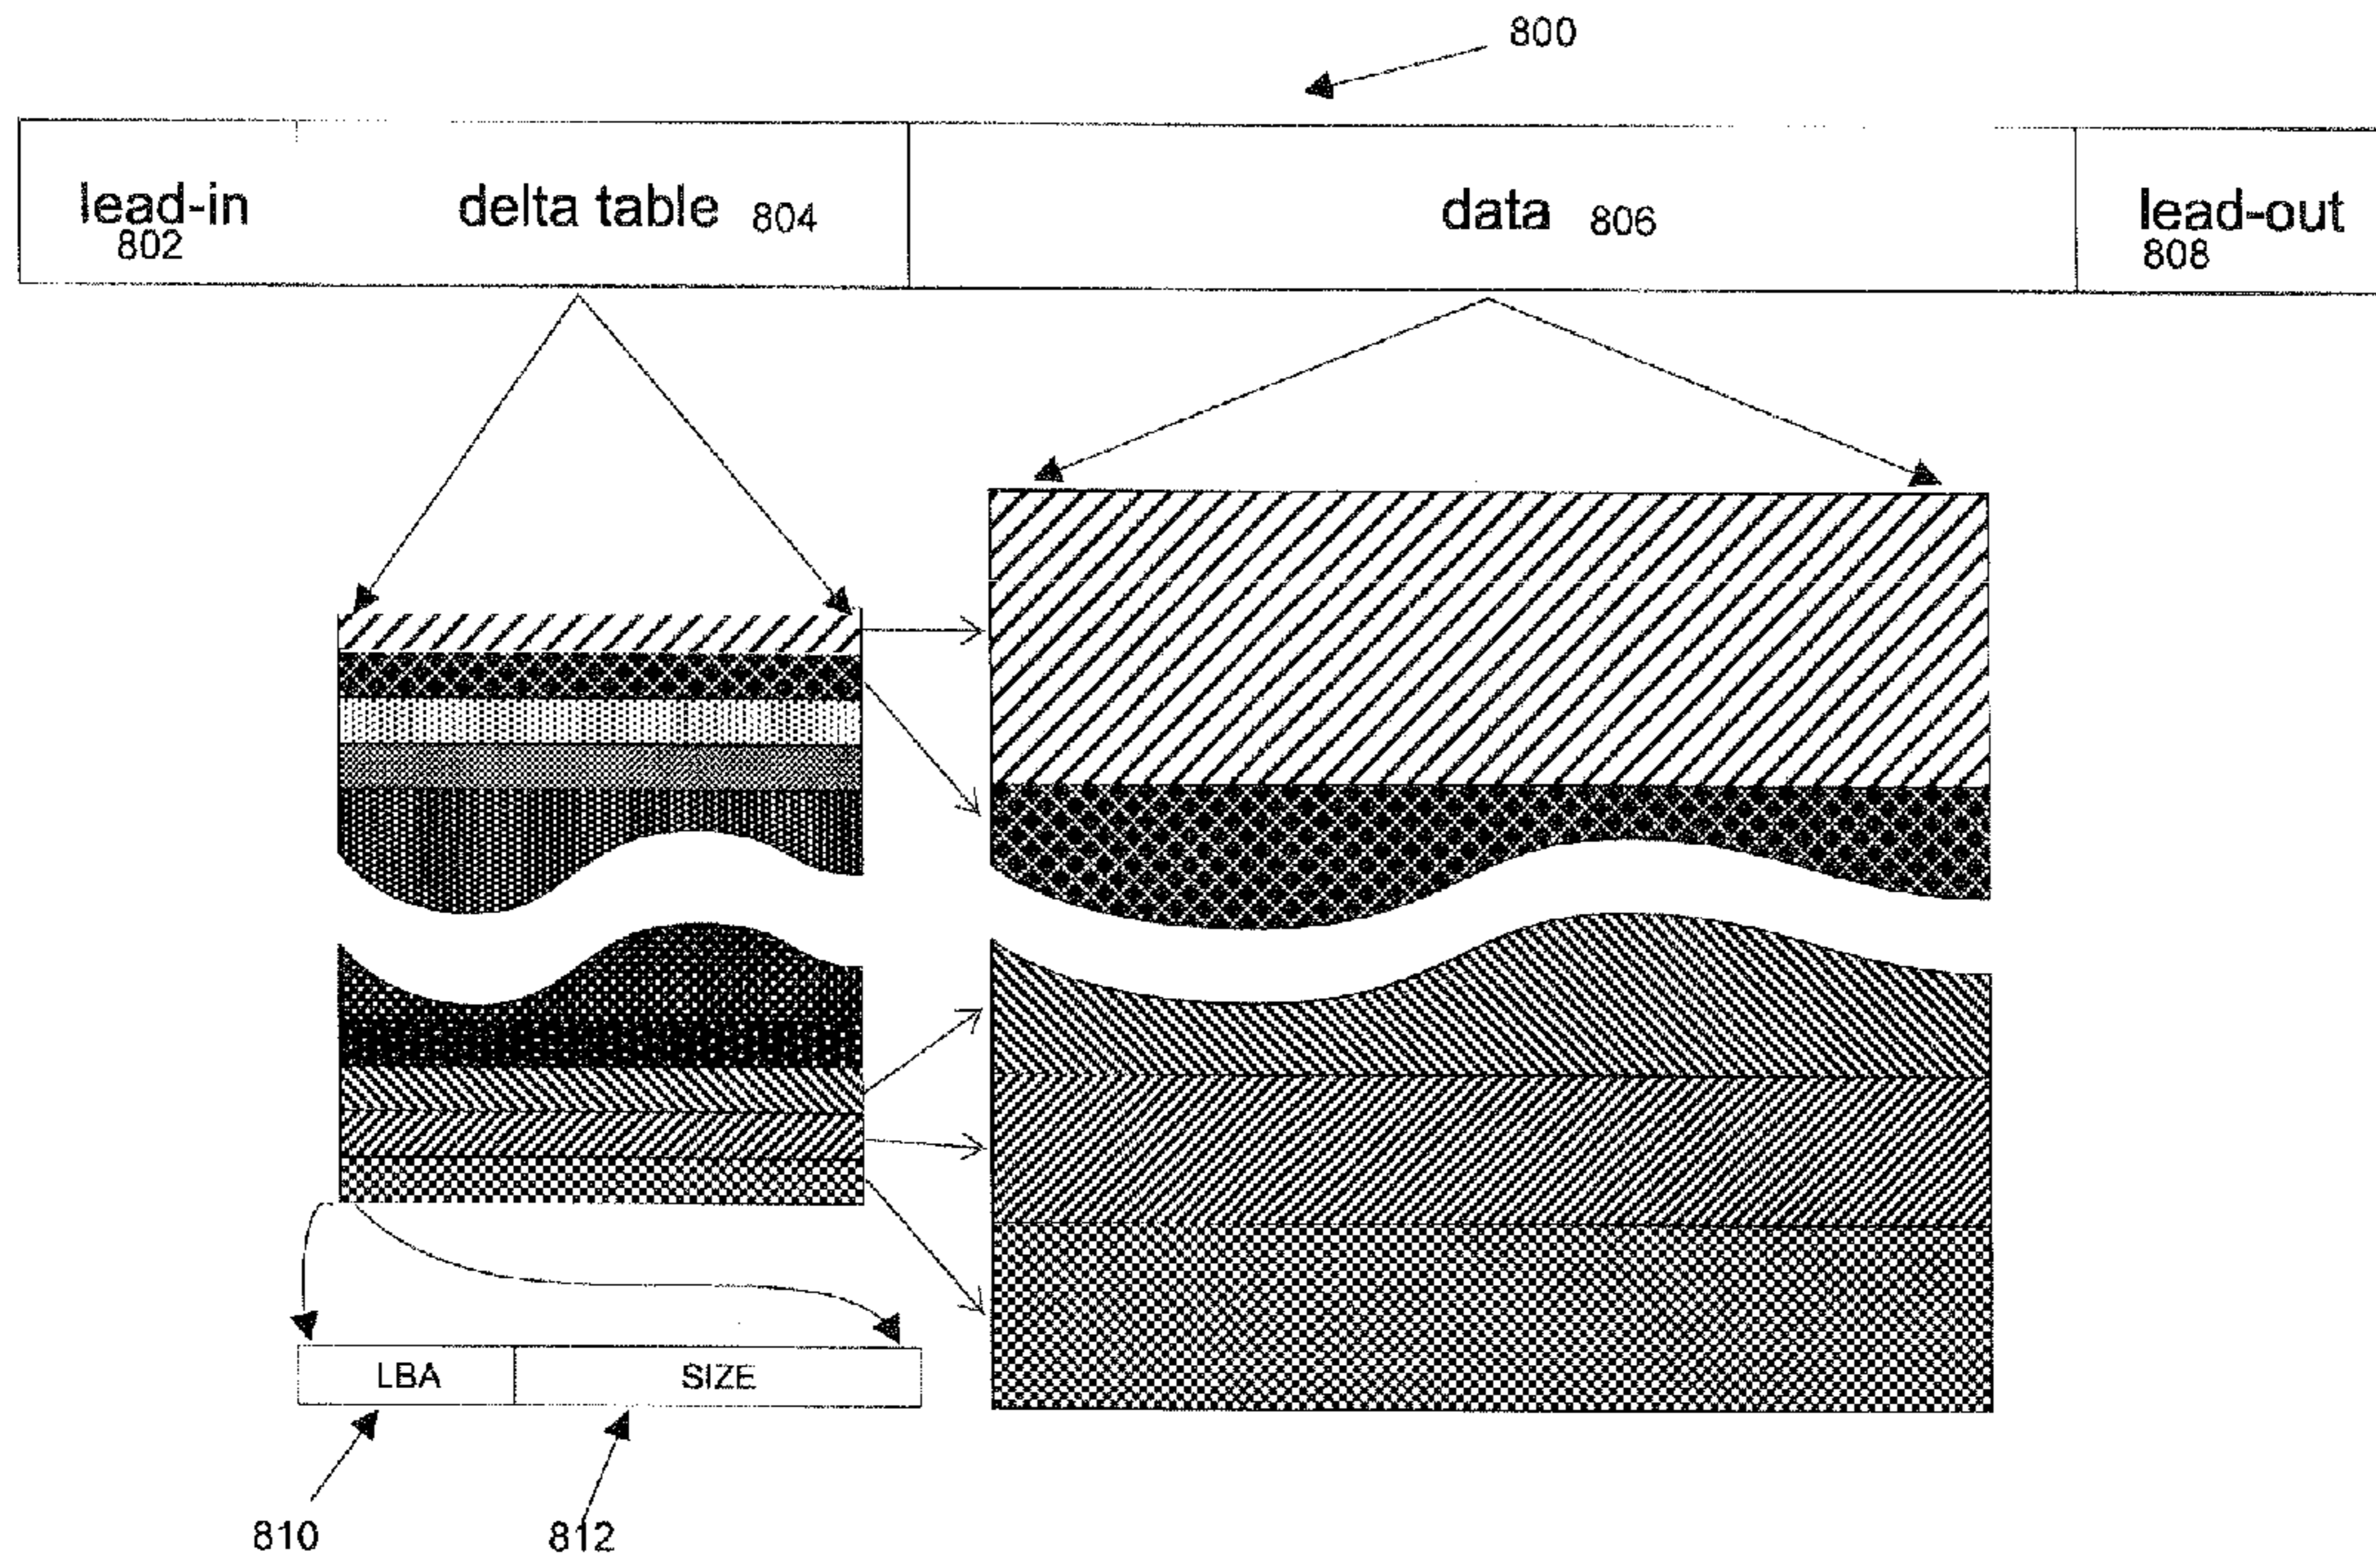 800
lead-in
802
delta table 804
data 806
lead-out
808
LBA
SIZE
810
812